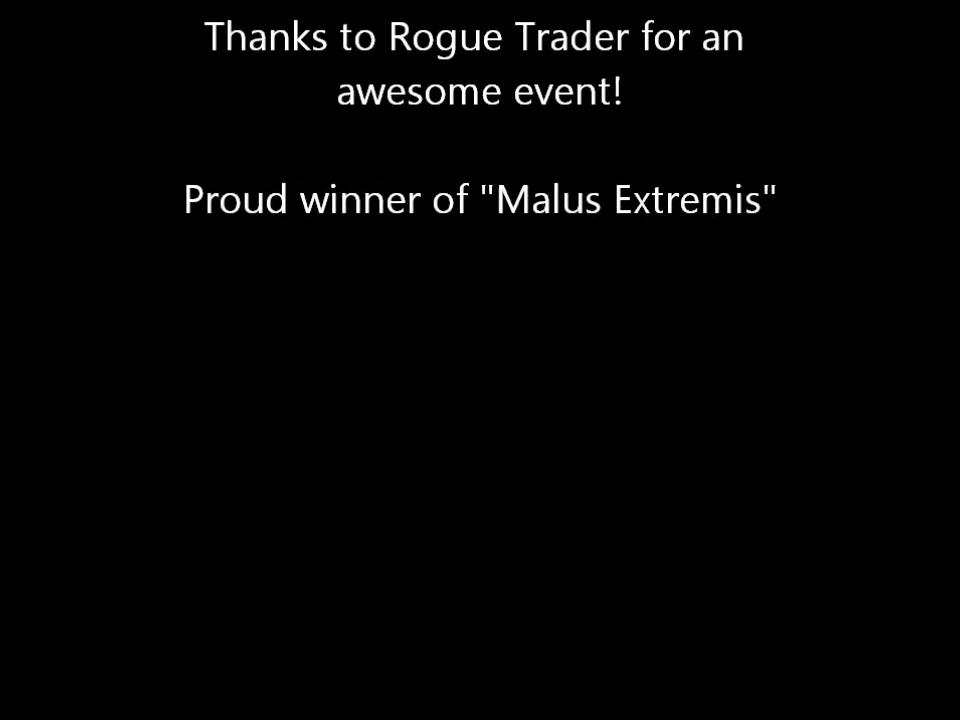 Thanks to Rogue Trader for an
awesome event!
Proud winner of "Malus Extremis"